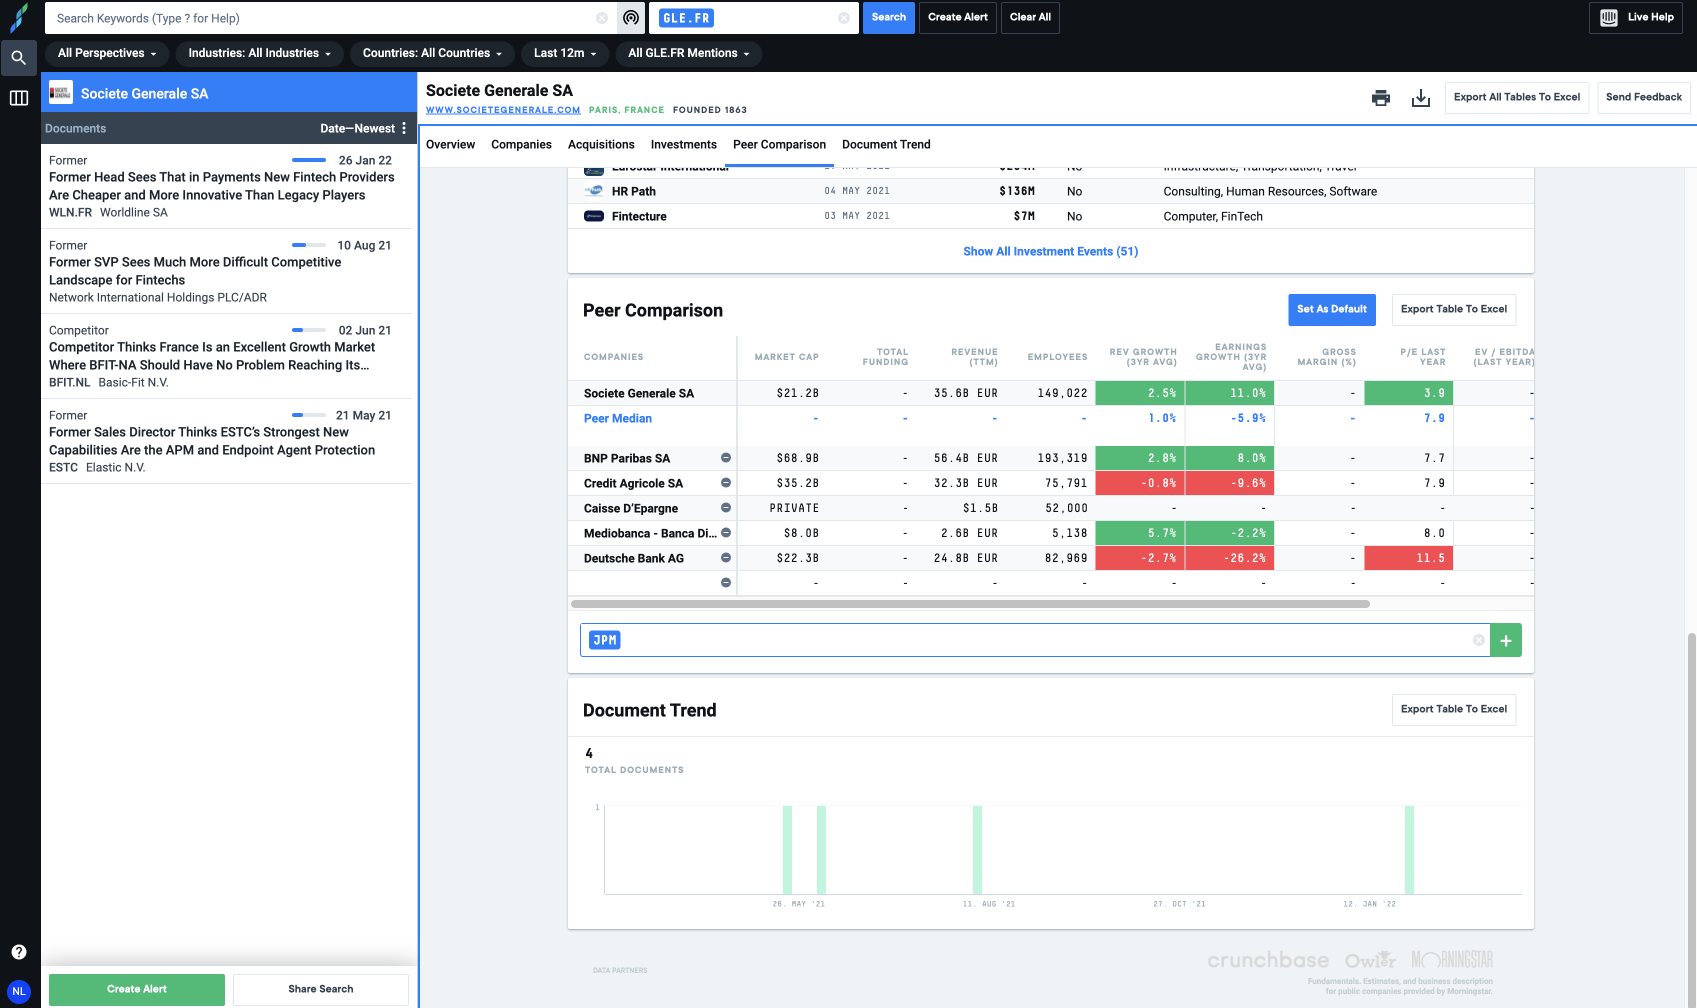 Search Keywords (Type ? for Help)
GLE.FR
Search
Create Alert
Clear All
Live Help
All Perspectives
Industries: All Industries
Countries: All Countries
Last 12m
All GLE.FR Mentions
Societe Generale SA
Documents
Date—Newest
Former
26 Jan 22
Former Head Sees That in Payments New Fintech Providers
Are Cheaper and More Innovative Than Legacy Players
WLN.FR Worldline SA
Former
10 Aug 21
Former SVP Sees Much More Difficult Competitive
Landscape for Fintechs
Network International Holdings PLC/ADR
Competitor
02 Jun 21
Competitor Thinks France Is an Excellent Growth Market
Where BFIT-NA Should Have No Problem Reaching Its...
BFIT.NL Basic-Fit N.V.
Former
21 May 21
Former Sales Director Thinks ESTC's Strongest New
Capabilities Are the APM and Endpoint Agent Protection
ESTC Elastic N.V.
Create Alert
Share Search
NL
Societe Generale SA
WWW.SOCIETEGENERALE.COM PARIS, FRANCE FOUNDED 1863
Export All Tables To Excel
Send Feedback
Overview Companies Acquisitions Investments Peer Comparison Document Trend
HR Path 04 MAY 2021 $136M No Consulting, Human Resources, Software
Fintecture 03 MAY 2021 $7M No Computer, FinTech
Show All Investment Events (51)
Peer Comparison
Set As Default
Export Table To Excel
COMPANIES MARKET CAP TOTAL FUNDING REVENUE (TTM) EMPLOYEES REV GROWTH (3YR AVG) EARNINGS GROWTH (3YR AVG) GROSS MARGIN (%) P/E LAST YEAR EV / EBITDA (LAST YEAR)
Societe Generale SA $21.2B - 35.6B EUR 149,022 2.5% 11.0% - 3.9 -
Peer Median - - - - 1.0% -5.9% - 7.9 -
BNP Paribas SA $68.9B - 56.4B EUR 193,319 2.8% 8.0% - 7.7 -
Credit Agricole SA $35.2B - 32.3B EUR 75,791 -0.8% -9.6% - 7.9 -
Caisse D'Epargne PRIVATE - $1.5B 52,000 - - - - -
Mediobanca - Banca Di... $8.0B - 2.6B EUR 5,138 5.7% -2.2% - 8.0 -
Deutsche Bank AG $22.3B - 24.8B EUR 82,969 -2.7% -26.2% - 11.5 -
- - - - - - - - -
JPM
+
Document Trend
Export Table To Excel
4
TOTAL DOCUMENTS
1
26. MAY '21 11. AUG '21 27. OCT '21 12. JAN '22
DATA PARTNERS
crunchbase Owler MORNINGSTAR
Fundamentals, Estimates, and business description
for public companies provided by Morningstar.